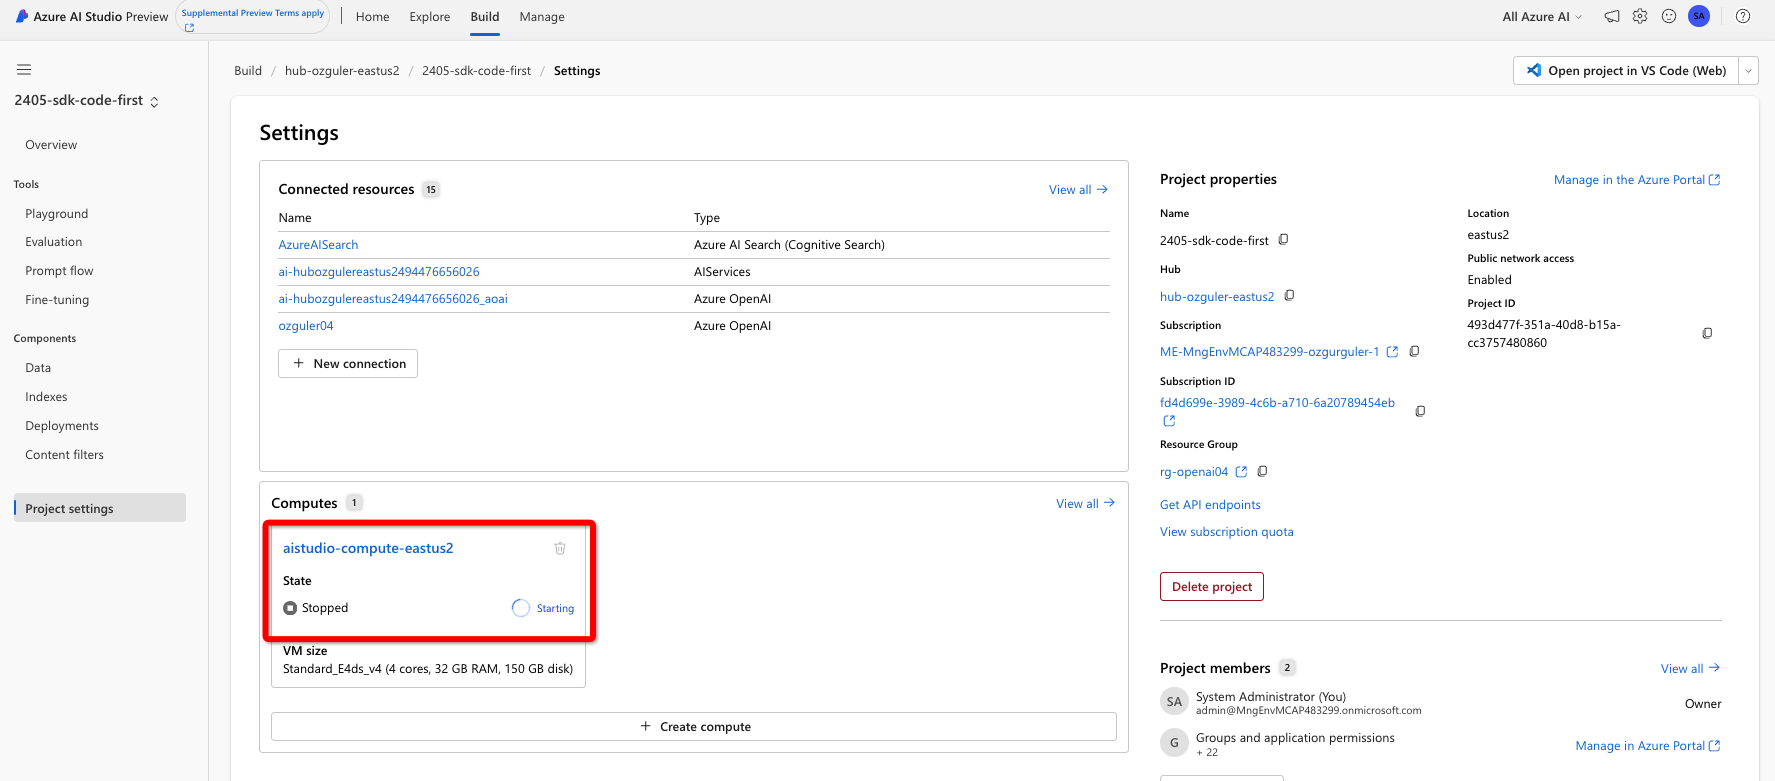 Azure AI Studio Preview
Supplemental Preview Terms apply
Home
Explore
Build
Manage
All Azure AI
SA
2405-sdk-code-first
Overview
Tools
Playground
Evaluation
Prompt flow
Fine-tuning
Components
Data
Indexes
Deployments
Content filters
Project settings
Build / hub-ozguler-eastus2 / 2405-sdk-code-first / Settings
Open project in VS Code (Web)
Settings
Connected resources 15
View all
Name Type
AzureAISearch Azure AI Search (Cognitive Search)
ai-hubozgulereastus2494476656026 AIServices
ai-hubozgulereastus2494476656026_aoai Azure OpenAI
ozguler04 Azure OpenAI
+ New connection
Computes 1
View all
aistudio-compute-eastus2
State
Stopped
Starting
VM size
Standard_E4ds_v4 (4 cores, 32 GB RAM, 150 GB disk)
+ Create compute
Project properties
Manage in the Azure Portal
Name
2405-sdk-code-first
Hub
hub-ozguler-eastus2
Subscription
ME-MngEnvMCAP483299-ozgurguler-1
Subscription ID
fd4d699e-3989-4c6b-a710-6a20789454eb
Resource Group
rg-openai04
Get API endpoints
View subscription quota
Location
eastus2
Public network access
Enabled
Project ID
493d477f-351a-40d8-b15a-
cc3757480860
Delete project
Project members 2
View all
SA
System Administrator (You)
admin@MngEnvMCAP483299.onmicrosoft.com
Owner
G
Groups and application permissions
+ 22
Manage in Azure Portal